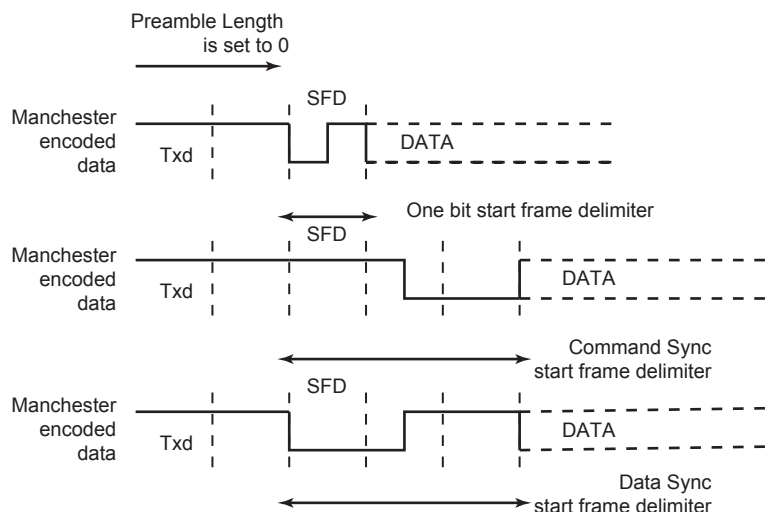 Preamble Length
is set to 0
SFD
Manchester
encoded
data
Txd
DATA
One bit start frame delimiter
SFD
Manchester
encoded
data
Txd
DATA
Command Sync
start frame delimiter
SFD
Manchester
encoded
data
Txd
DATA
Data Sync
start frame delimiter